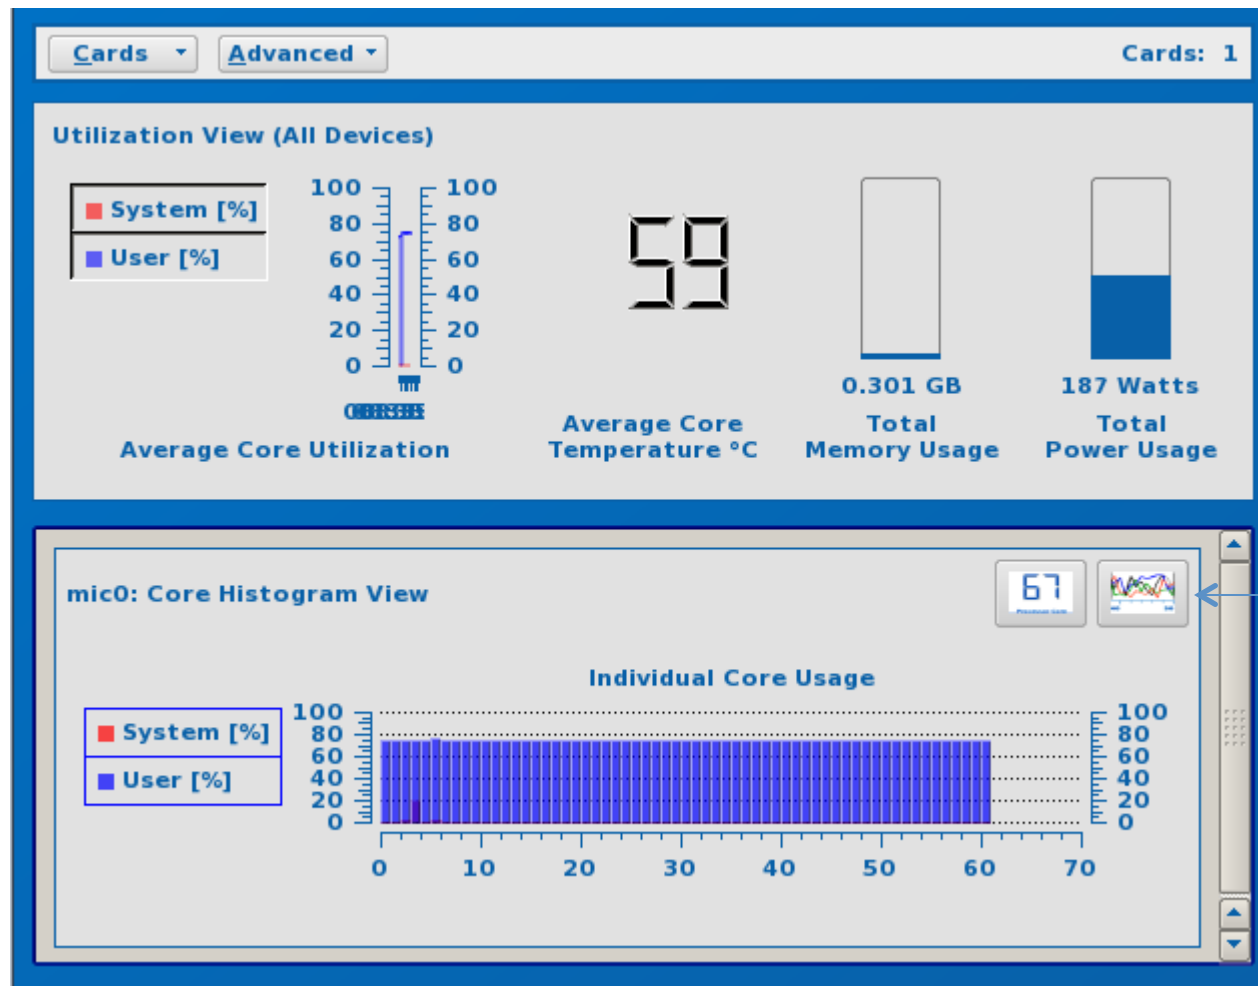 Cards Advanced Cards: 1
Utilization View (All Devices)
System [%]
User [%]
100 100
80 80
60 60
40 40
20 20
0 0
Average Core Utilization
59
Average Core
Temperature °C
0.301 GB
Total
Memory Usage
187 Watts
Total
Power Usage
mic0: Core Histogram View
67
Individual Core Usage
System [%]
User [%]
100 100
80 80
60 60
40 40
20 20
0 0
0 10 20 30 40 50 60 70